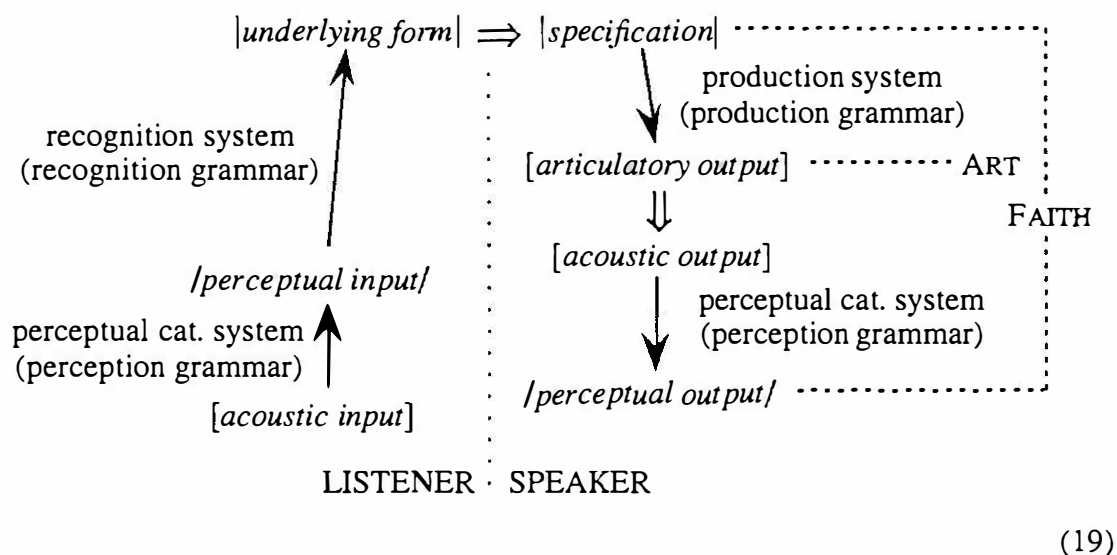 |underlying form| ⇒ |specification|
production system
(production grammar)
recognition system
(recognition grammar)
[articulatory output]
ART
⇓
FAITH
[acoustic output]
/perceptual input/
perceptual cat. system
(perception grammar)
perceptual cat. system
(perception grammar)
/perceptual output/
[acoustic input]
LISTENER
SPEAKER
(19)